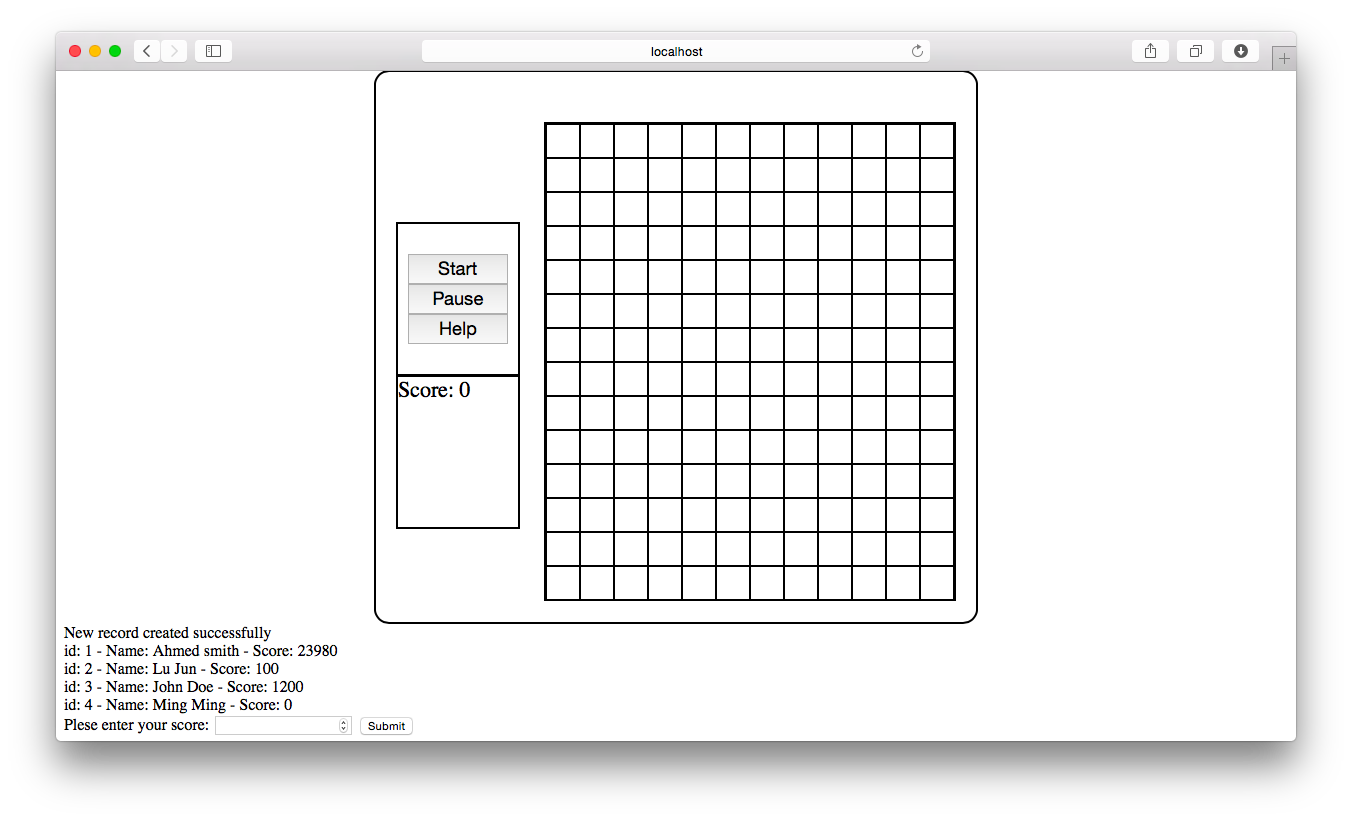 localhost
Start
Pause
Help
Score: 0
New record created successfully
id: 1 - Name: Ahmed smith - Score: 23980
id: 2 - Name: Lu Jun - Score: 100
id: 3 - Name: John Doe - Score: 1200
id: 4 - Name: Ming Ming - Score: 0
Plese enter your score: Submit